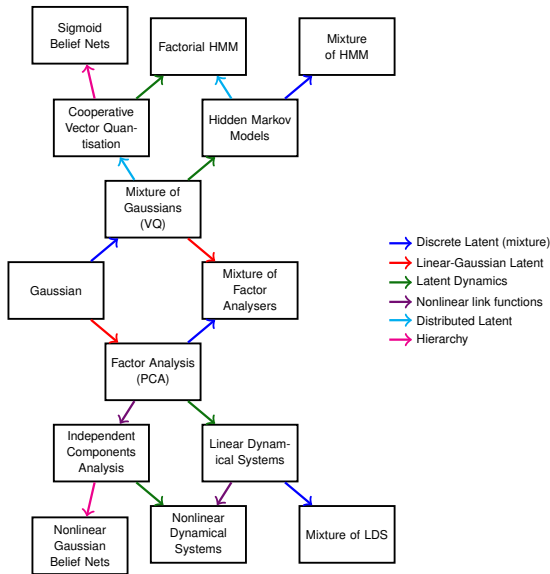 Sigmoid
Belief Nets
Factorial HMM
Mixture
of HMM
Cooperative
Vector Quan-
tisation
Hidden Markov
Models
Mixture of
Gaussians
(VQ)
Gaussian
Mixture of
Factor
Analysers
Discrete Latent (mixture)
Linear-Gaussian Latent
Latent Dynamics
Nonlinear link functions
Distributed Latent
Hierarchy
Factor Analysis
(PCA)
Independent
Components
Analysis
Linear Dynam-
ical Systems
Nonlinear
Gaussian
Belief Nets
Nonlinear
Dynamical
Systems
Mixture of LDS